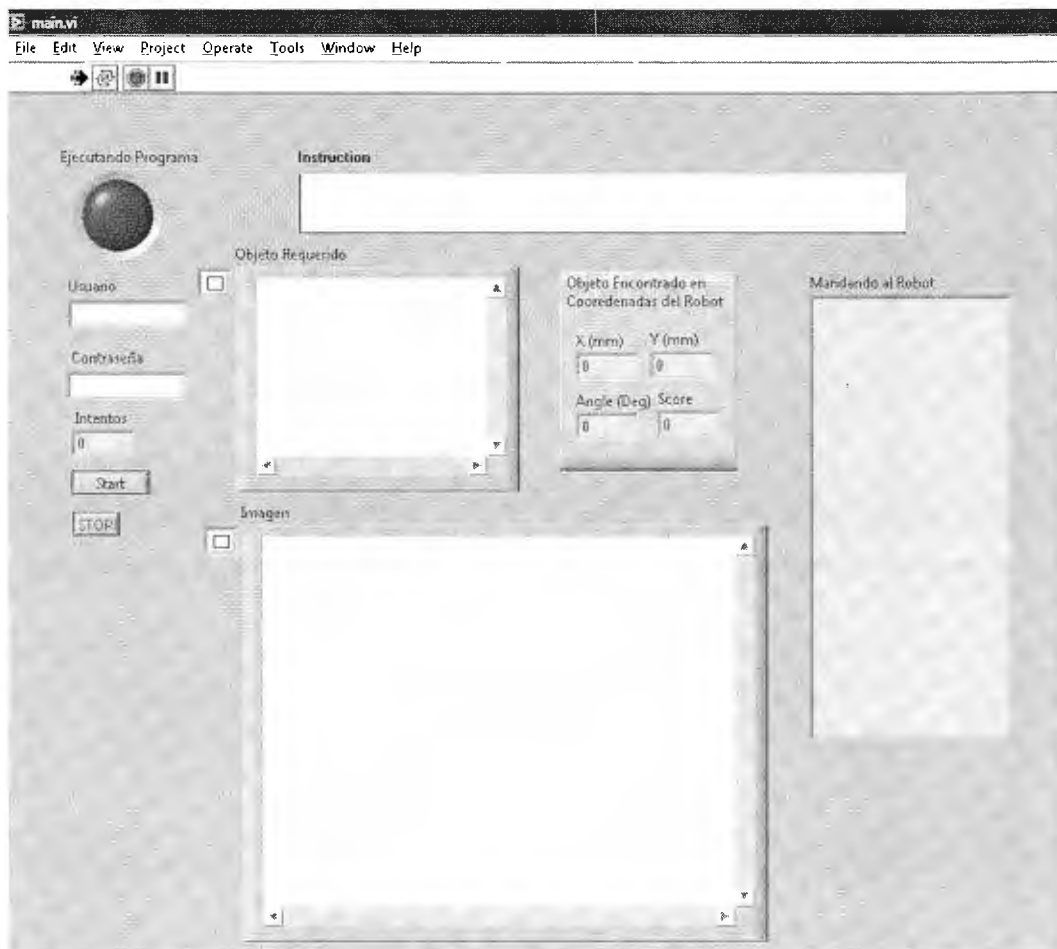 main.vi
File Edit View Project Operate Tools Window Help
Ejecutando Programa
Instruction
Objeto Requerido
Usuario
Contraseña
Intentos
0
Start
STOP
Objeto Encontrado en
Cooredenadas del Robot
X (mm) Y (mm)
0 0
Angle (Deg) Score
0 0
Mandando al Robot
Imagen